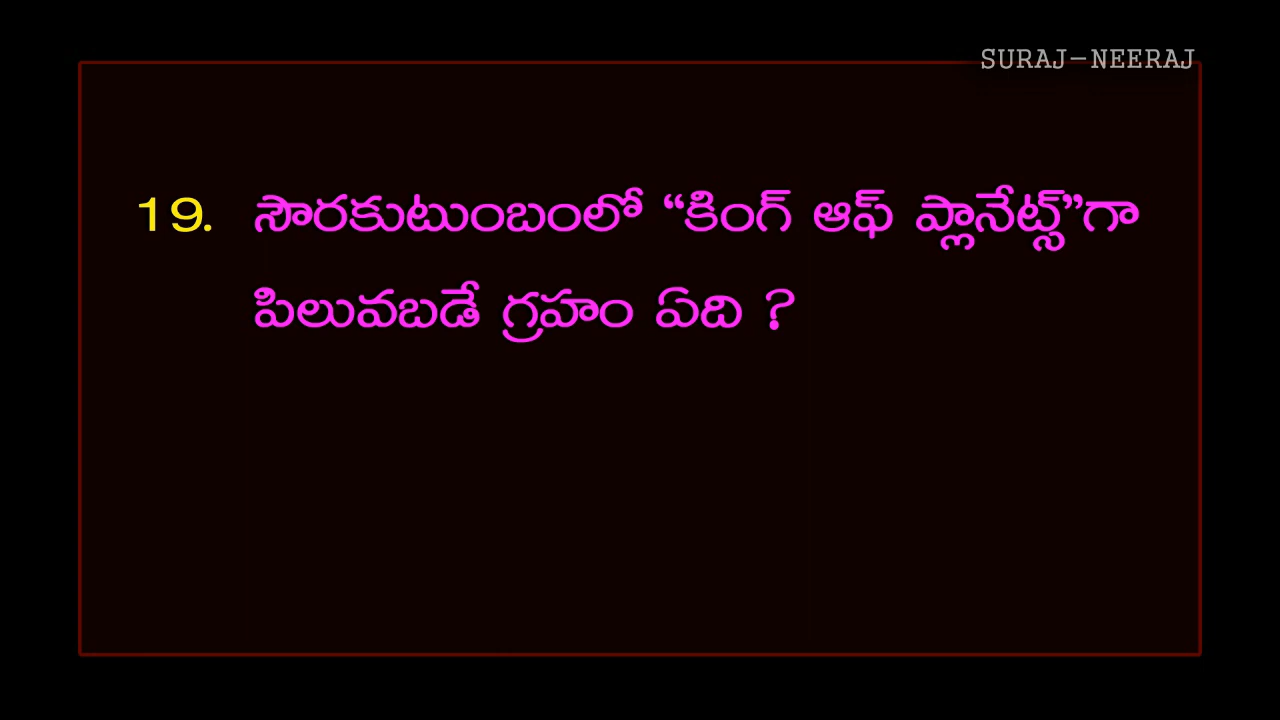 SURAJ-NEERAJ
19. సౌరకుటుంబంలో “కింగ్ ఆఫ్ ప్లానేట్స్”గా
పిలువబడే గ్రహం ఏది ?